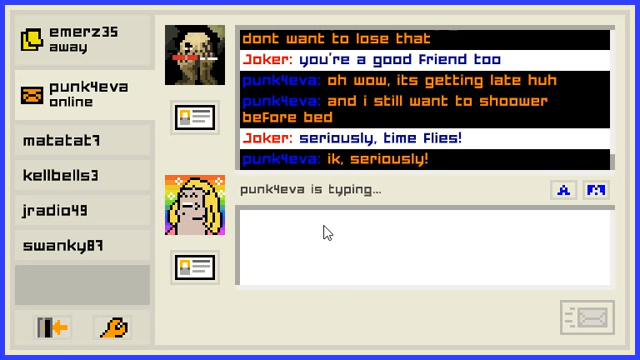 emerz35
away
punk4eva
online
matatat7
kellbells3
jradio49
swanky87
dont want to lose that
Joker: you're a good friend too
punk4eva: oh wow, its getting late huh
punk4eva: and i still want to shoower
before bed
Joker: seriously, time flies!
punk4eva: ik, seriously!
punk4eva is typing...
A